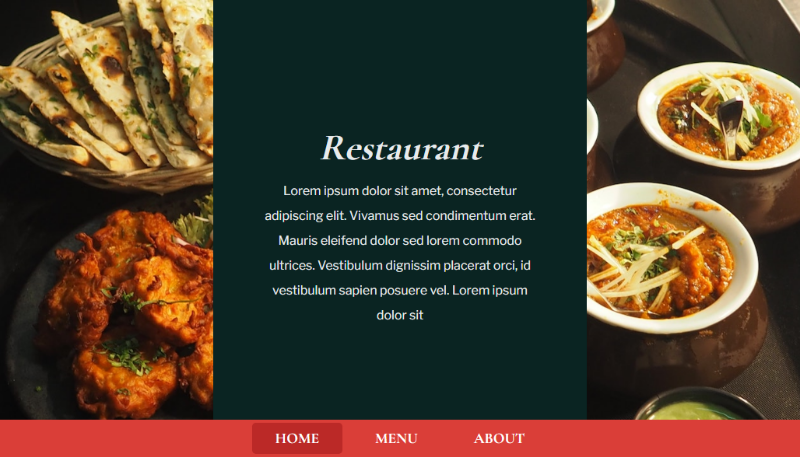 Restaurant
Lorem ipsum dolor sit amet, consectetur
adipiscing elit. Vivamus sed condimentum erat.
Mauris eleifend dolor sed lorem commodo
ultrices. Vestibulum dignissim placerat orci, id
vestibulum sapien posuere vel. Lorem ipsum
dolor sit
HOME MENU ABOUT